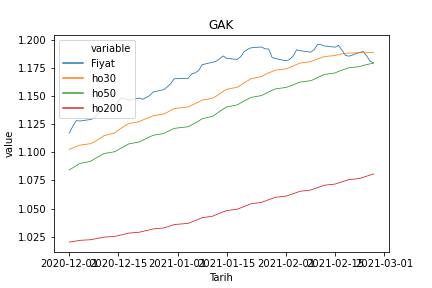 GAK
variable
Fiyat
ho30
ho50
ho200
1.200
1.175
1.150
1.125
1.100
1.075
1.050
1.025
value
2020-12-01
2020-12-15
2021-01-01
2021-01-15
2021-02-01
2021-02-15
2021-03-01
Tarih